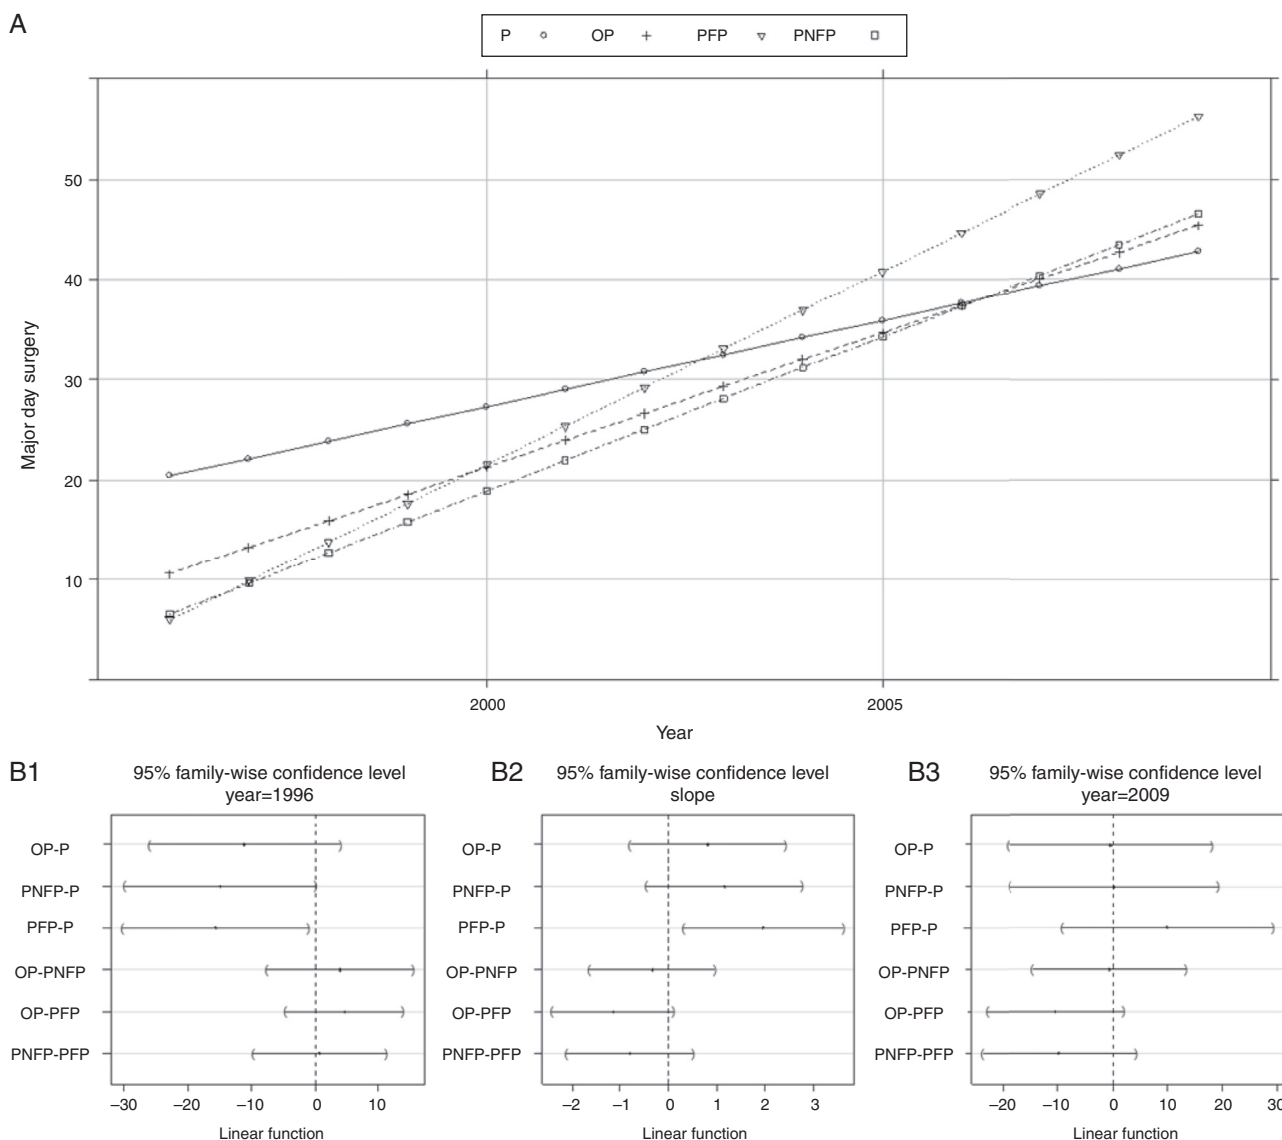 A
P OP PFP PNFP
50
40
30
20
10
Major day surgery
2000 2005
Year
B1 95% family-wise confidence level
year=1996
OP-P
PNFP-P
PFP-P
OP-PNFP
OP-PFP
PNFP-PFP
–30 –20 –10 0 10
Linear function
B2 95% family-wise confidence level
slope
OP-P
PNFP-P
PFP-P
OP-PNFP
OP-PFP
PNFP-PFP
–2 –1 0 1 2 3
Linear function
B3 95% family-wise confidence level
year=2009
OP-P
PNFP-P
PFP-P
OP-PNFP
OP-PFP
PNFP-PFP
–20 –10 0 10 20 30
Linear function